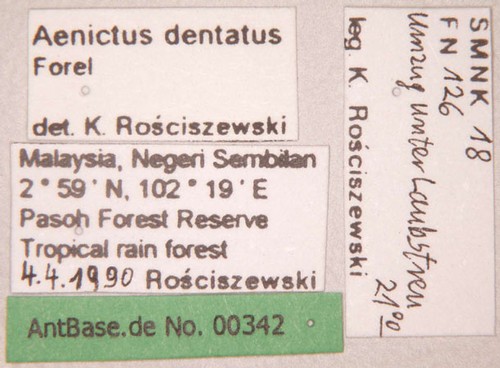 Aenictus dentatus
Forel
det. K. Rościszewski
Malaysia, Negeri Sembilan
2° 59' N, 102° 19' E
Pasoh Forest Reserve
Tropical rain forest
4.4.1990 Rościszewski
AntBase.de No. 00342
SMNK 18
FN 126
Umzug unter Laubstreu
21⁰⁰
leg. K. Rościszewski